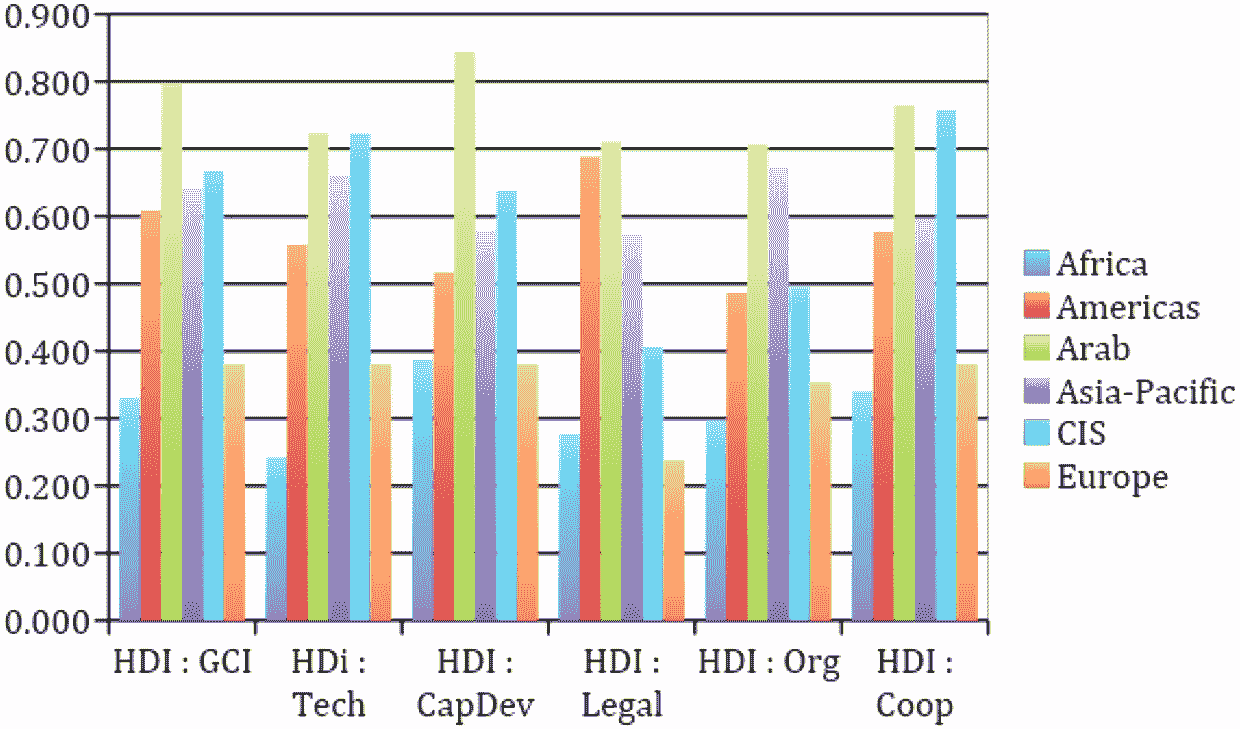 0.900
0.800
0.700
0.600
0.500
0.400
0.300
0.200
0.100
0.000
HDI : GCI
HDi :
Tech
HDI :
CapDev
HDI :
Legal
HDI : Org
HDI :
Coop
Africa
Americas
Arab
Asia-Pacific
CIS
Europe